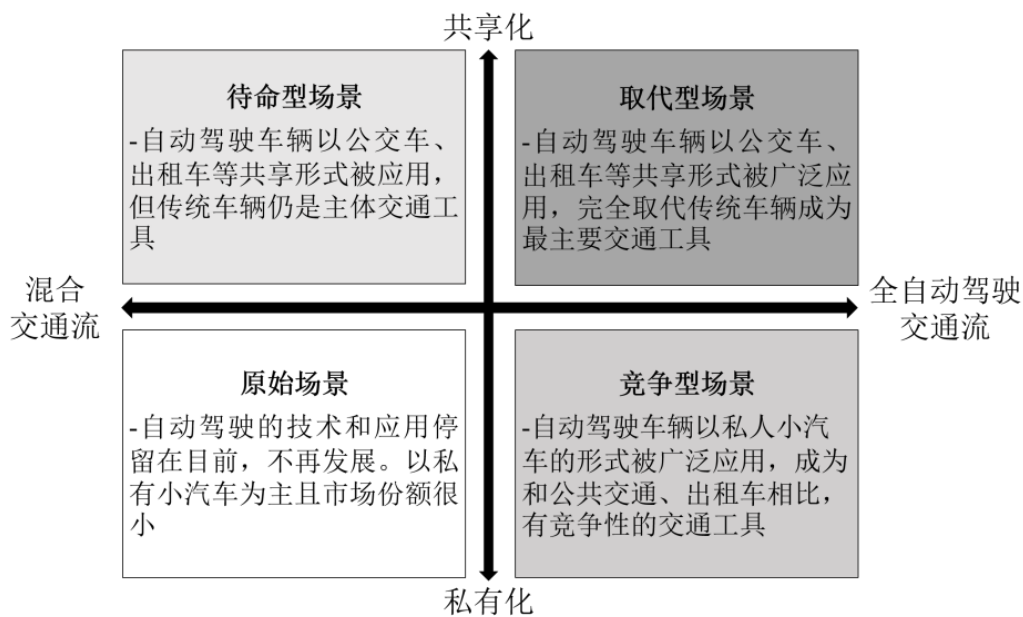 共享化
待命型场景
-自动驾驶车辆以公交车、
出租车等共享形式被应用，
但传统车辆仍是主体交通工
具
取代型场景
-自动驾驶车辆以公交车、
出租车等共享形式被广泛应
用，完全取代传统车辆成为
最主要交通工具
混合
交通流
全自动驾驶
交通流
原始场景
-自动驾驶的技术和应用停
留在目前，不再发展。以私
有小汽车为主且市场份额很
小
竞争型场景
-自动驾驶车辆以私人小汽
车的形式被广泛应用，成为
和公共交通、出租车相比，
有竞争性的交通工具
私有化